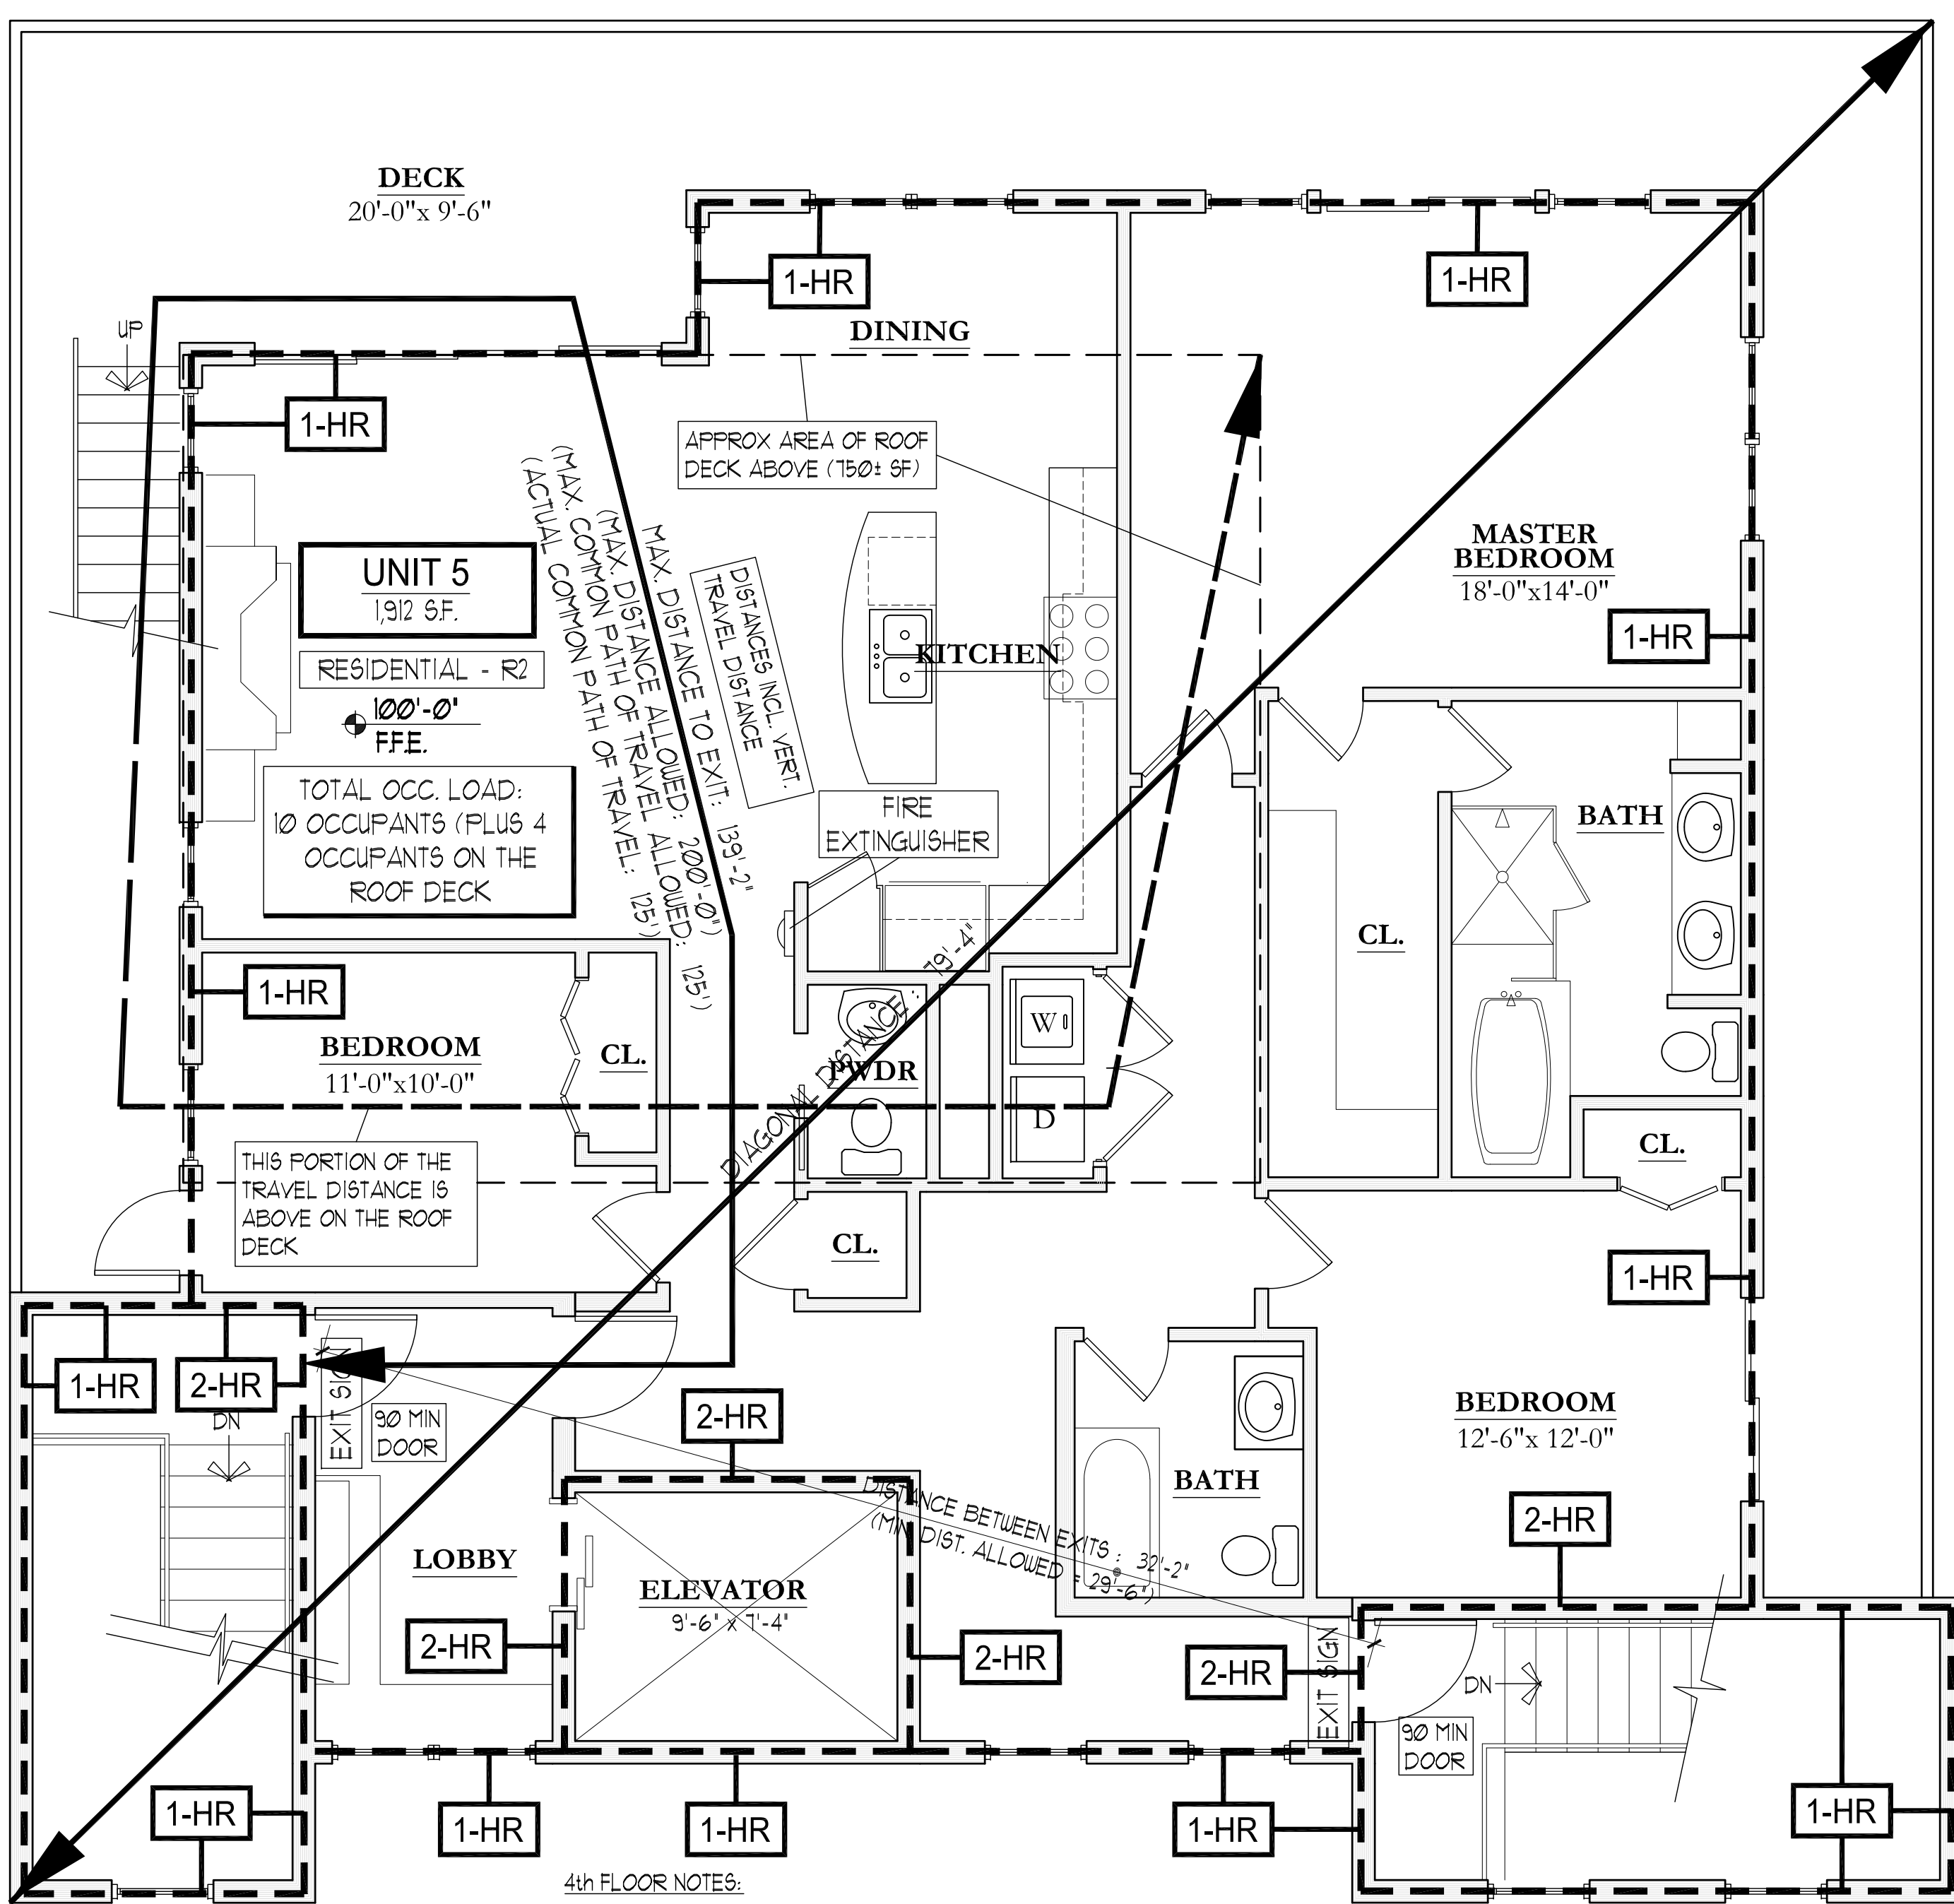 DECK
20'-0"x 9'-6"
1-HR
1-HR
UP
DINING
1-HR
APPROX AREA OF ROOF
DECK ABOVE (750± SF)
MASTER
BEDROOM
18'-0"x14'-0"
UNIT 5
1,912 S.F.
RESIDENTIAL - R2
100'-0"
F.F.E.
TOTAL OCC. LOAD:
10 OCCUPANTS (PLUS 4
OCCUPANTS ON THE
ROOF DECK
MAX. DISTANCE TO EXIT: 139'-2"
(MAX. DISTANCE ALLOWED: 200'-0")
(MAX. COMMON PATH OF TRAVEL ALLOWED: 125')
(ACTUAL COMMON PATH OF TRAVEL: 125')
DISTANCES INCL. VERT.
TRAVEL DISTANCE
KITCHEN
1-HR
FIRE
EXTINGUISHER
BATH
CL.
1-HR
BEDROOM
11'-0"x10'-0"
CL.
DIAGONAL DISTANCE : 79'-4"
PWDR
W
D
THIS PORTION OF THE
TRAVEL DISTANCE IS
ABOVE ON THE ROOF
DECK
CL.
CL.
1-HR
1-HR
2-HR
EXIT SIGN
90 MIN
DOOR
DN
2-HR
BEDROOM
12'-6"x 12'-0"
BATH
DISTANCE BETWEEN EXITS : 32'-2"
(MIN. DIST. ALLOWED = 29'-6")
2-HR
LOBBY
ELEVATOR
9'-6" x 7'-4"
2-HR
2-HR
2-HR
EXIT SIGN
DN
90 MIN
DOOR
1-HR
1-HR
1-HR
1-HR
1-HR
4th FLOOR NOTES: